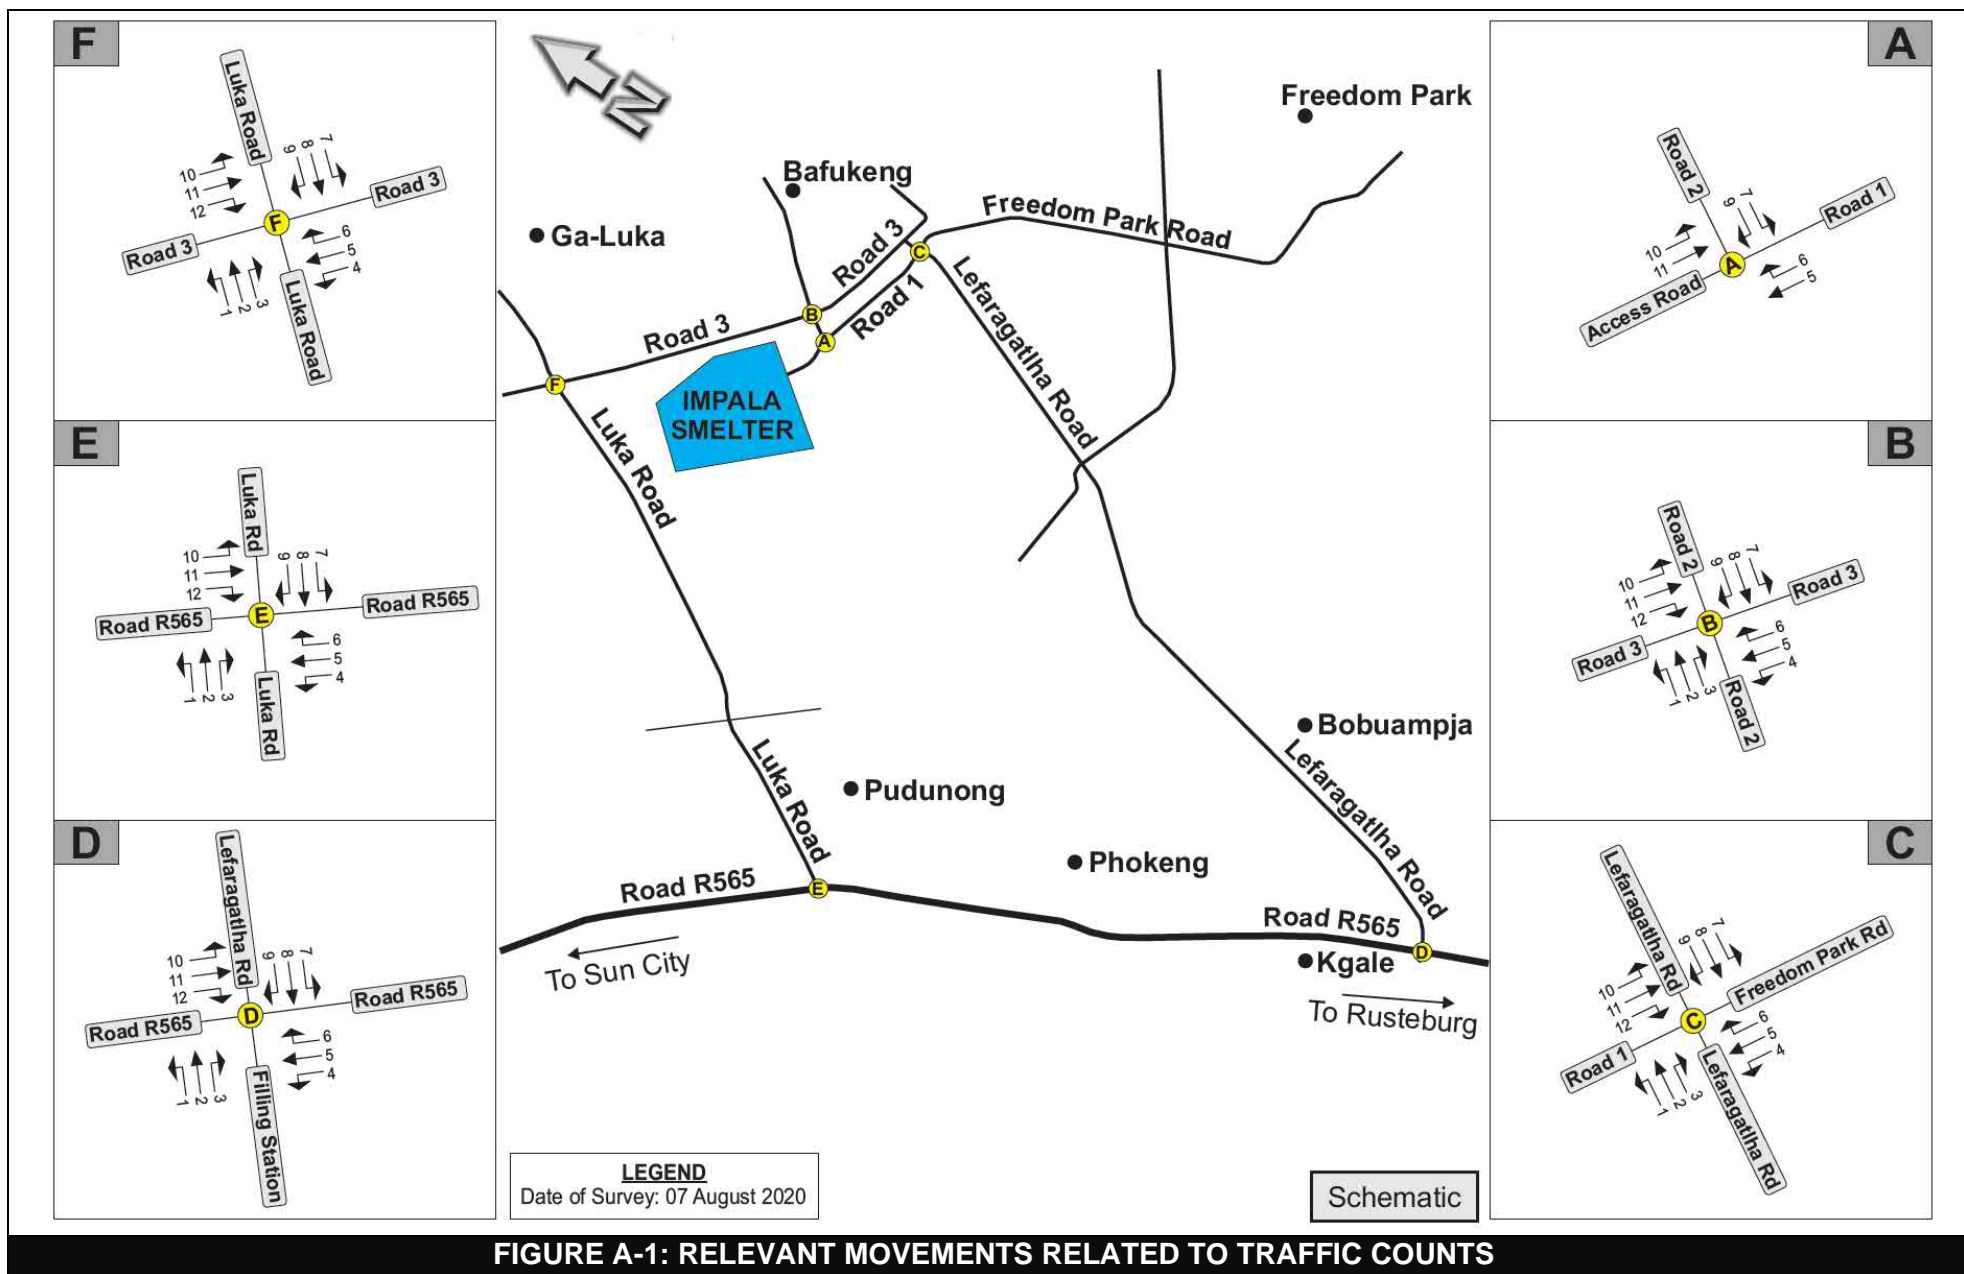 F
Luka Road
Road 3
Road 3
Luka Road
10
11
12
9
8
7
6
5
4
1
2
3
F
E
Luka Rd
Road R565
Road R565
Luka Rd
10
11
12
9
8
7
6
5
4
1
2
3
E
D
Lefaragatlha Rd
Road R565
Road R565
Filling Station
10
11
12
9
8
7
6
5
4
1
2
3
D
N
Freedom Park
Bafukeng
Ga-Luka
Freedom Park Road
Road 3
Road 1
Road 3
C
B
A
F
IMPALA
SMELTER
Lefaragatlha Road
Luka Road
Bobuampja
Lefaragatlha Road
Luka Road
Pudunong
Phokeng
Road R565
E
Road R565
D
Kgale
To Sun City
To Rusteburg
LEGEND
Date of Survey: 07 August 2020
Schematic
A
Road 2
Road 1
Access Road
9
7
10
11
6
5
A
B
Road 2
Road 3
Road 3
Road 2
10
11
12
9
8
7
6
5
4
1
2
3
B
C
Lefaragatlha Rd
Freedom Park Rd
Road 1
Lefaragatlha Rd
10
11
12
9
8
7
6
5
4
1
2
3
C
FIGURE A-1: RELEVANT MOVEMENTS RELATED TO TRAFFIC COUNTS